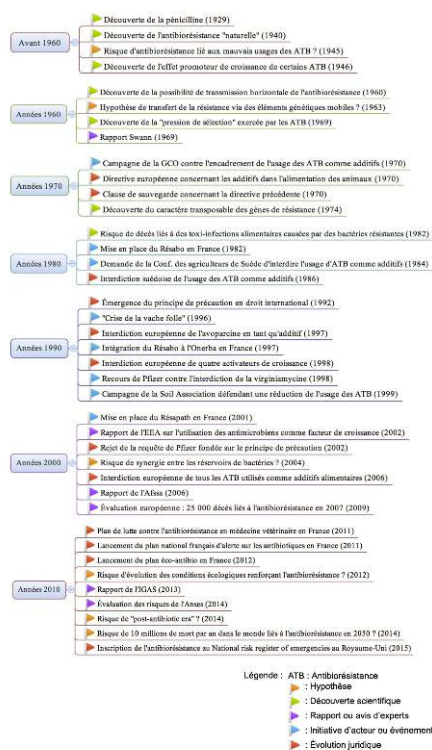 Avant 1960
Découverte de la pénicilline (1929)
Découverte de l'antibiorésistance "naturelle" (1940)
Risque d'antibiorésistance lié aux mauvais usages des ATB ? (1945)
Découverte de l'effet promoteur de croissance de certains ATB (1946)
Années 1960
Découverte de la possibilité de transmission horizontale de l'antibiorésistance (1960)
Hypothèse de transfert de la résistance via des éléments génétiques mobiles ? (1963)
Découverte de la "pression de sélection" exercée par les ATB (1969)
Rapport Swann (1969)
Années 1970
Campagne de la GCO contre l'encadrement de l'usage des ATB comme additifs (1970)
Directive européenne concernant les additifs dans l'alimentation des animaux (1970)
Clause de sauvegarde concernant la directive précédente (1970)
Découverte du caractère transposable des gènes de résistance (1974)
Années 1980
Risque de décès liés à des toxi-infections alimentaires causées par des bactéries résistantes (1982)
Mise en place du Résabo en France (1982)
Demande de la Conf. des agriculteurs de Suède d'interdire l'usage d'ATB comme additifs (1984)
Interdiction suédoise de l'usage des ATB comme additifs (1986)
Années 1990
Émergence du principe de précaution en droit international (1992)
"Crise de la vache folle" (1996)
Interdiction européenne de l'avoparcine en tant qu'additif (1997)
Intégration du Résabo à l'Onerba en France (1997)
Interdiction européenne de quatre activateurs de croissance (1998)
Recours de Pfizer contre l'interdiction de la virginiamycine (1998)
Campagne de la Soil Association défendant une réduction de l'usage des ATB (1999)
Années 2000
Mise en place du Résapath en France (2001)
Rapport de l'EEA sur l'utilisation des antimicrobiens comme facteur de croissance (2002)
Rejet de la requête de Pfizer fondée sur le principe de précaution (2002)
Risque de synergie entre les réservoirs de bactéries ? (2004)
Interdiction européenne de tous les ATB utilisés comme additifs alimentaires (2006)
Rapport de l'Afssa (2006)
Évaluation européenne : 25 000 décès liés à l'antibiorésistance en 2007 (2009)
Années 2010
Plan de lutte contre l'antibiorésistance en médecine vétérinaire en France (2011)
Lancement du plan national français d'alerte sur les antibiotiques en France (2011)
Lancement du plan éco-antibio en France (2012)
Risque d'évolution des conditions écologiques renforçant l'antibiorésistance ? (2012)
Rapport de l'IGAS (2013)
Évaluation des risques de l'Anses (2014)
Risque de "post-antibiotic era" ? (2014)
Risque de 10 millions de mort par an dans le monde liés à l'antibiorésistance en 2050 ? (2014)
Inscription de l'antibiorésistance au National risk register of emergencies au Royaume-Uni (2015)
Légende : ATB : Antibiorésistance
: Hypothèse
: Découverte scientifique
: Rapport ou avis d'experts
: Initiative d'acteur ou événement
: Évolution juridique